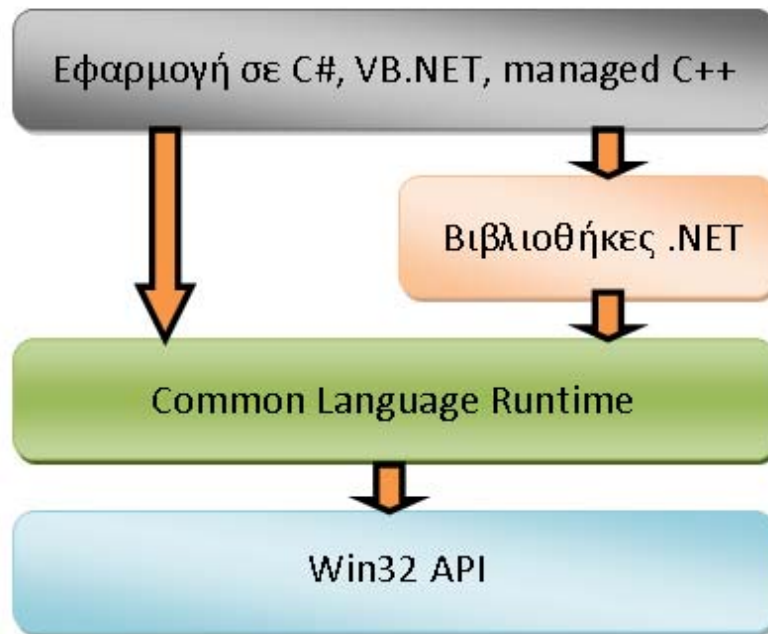 Εφαρμογή σε C#, VB.NET, managed C++
Βιβλιοθήκες .NET
Common Language Runtime
Win32 API